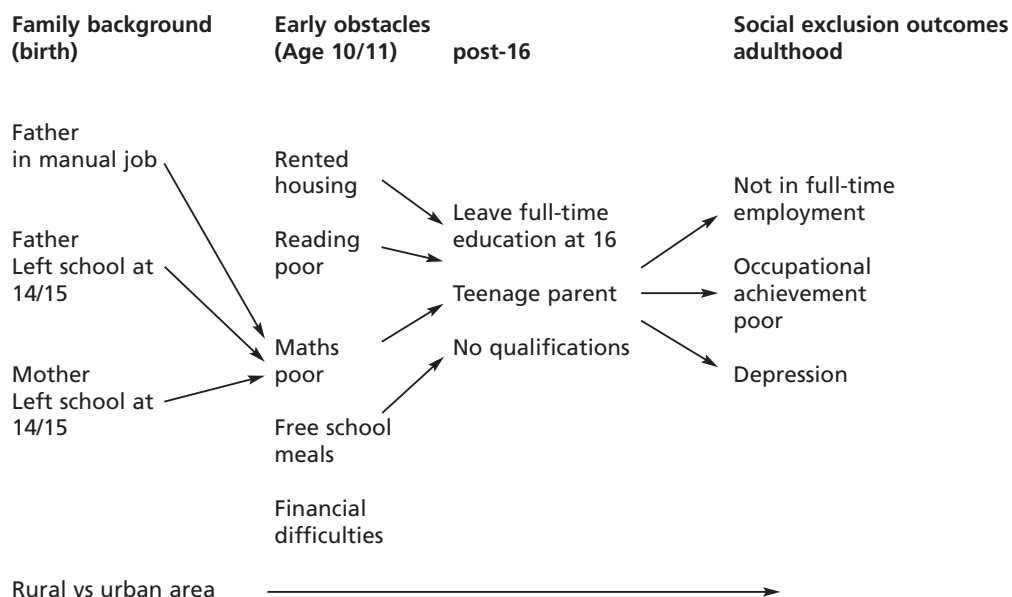 Family background
(birth)
Early obstacles
(Age 10/11)
post-16
Social exclusion outcomes
adulthood
Father
in manual job
Father
Left school at
14/15
Mother
Left school at
14/15
Rented
housing
Reading
poor
Maths
poor
Free school
meals
Financial
difficulties
Leave full-time
education at 16
Teenage parent
No qualifications
Not in full-time
employment
Occupational
achievement
poor
Depression
Rural vs urban area